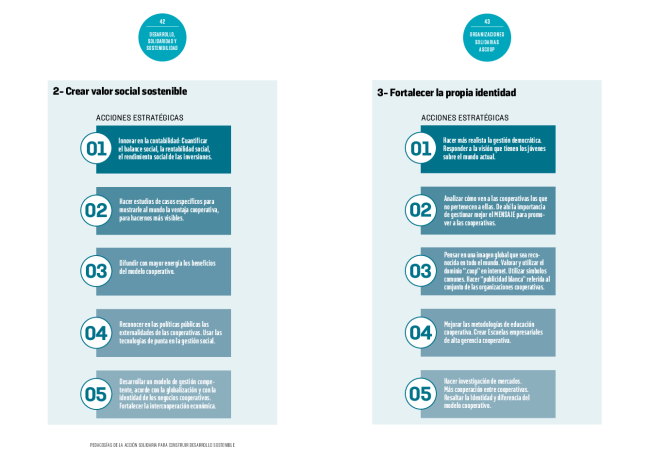 42
DESARROLLO,
SOLIDARIDAD Y
SOSTENIBILIDAD
2- Crear valor social sostenible
ACCIONES ESTRATÉGICAS
01
Innovar en la contabilidad: Cuantificar
el balance social, la rentabilidad social,
el rendimiento social de las inversiones.
02
Hacer estudios de casos específicos para
mostrarle al mundo la ventaja cooperativa,
para hacernos más visibles.
03
Difundir con mayor energía los beneficios
del modelo cooperativo.
04
Reconocer en las políticas públicas las
externalidades de las cooperativas. Usar las
tecnologías de punta en la gestión social.
05
Desarrollar un modelo de gestión compe-
tente, acorde con la globalización y con la
identidad de los negocios cooperativos.
Fortalecer la intercooperación económica.
PEDAGOGÍAS DE LA ACCIÓN SOLIDARIA PARA CONSTRUIR DESARROLLO SOSTENIBLE
43
ORGANIZACIONES
SOLIDARIAS
ASCOOP
3- Fortalecer la propia identidad
ACCIONES ESTRATÉGICAS
01
Hacer más realista la gestión democrática.
Responder a la visión que tienen los jóvenes
sobre el mundo actual.
02
Analizar cómo ven a las cooperativas los que
no pertenecen a ellas. De ahí la importancia
de gestionar mejor el MENSAJE para promo-
ver a las cooperativas.
03
Pensar en una imagen global que sea reco-
nocida en todo el mundo. Valorar y utilizar el
dominio ".coop" en internet. Utilizar símbolos
comunes. Hacer "publicidad blanca" referida al
conjunto de las organizaciones cooperativas.
04
Mejorar las metodologías de educación
cooperativa. Crear Escuelas empresariales
de alta gerencia cooperativa.
05
Hacer investigación de mercados.
Más cooperación entre cooperativas.
Resaltar la identidad y diferencia del
modelo cooperativo.